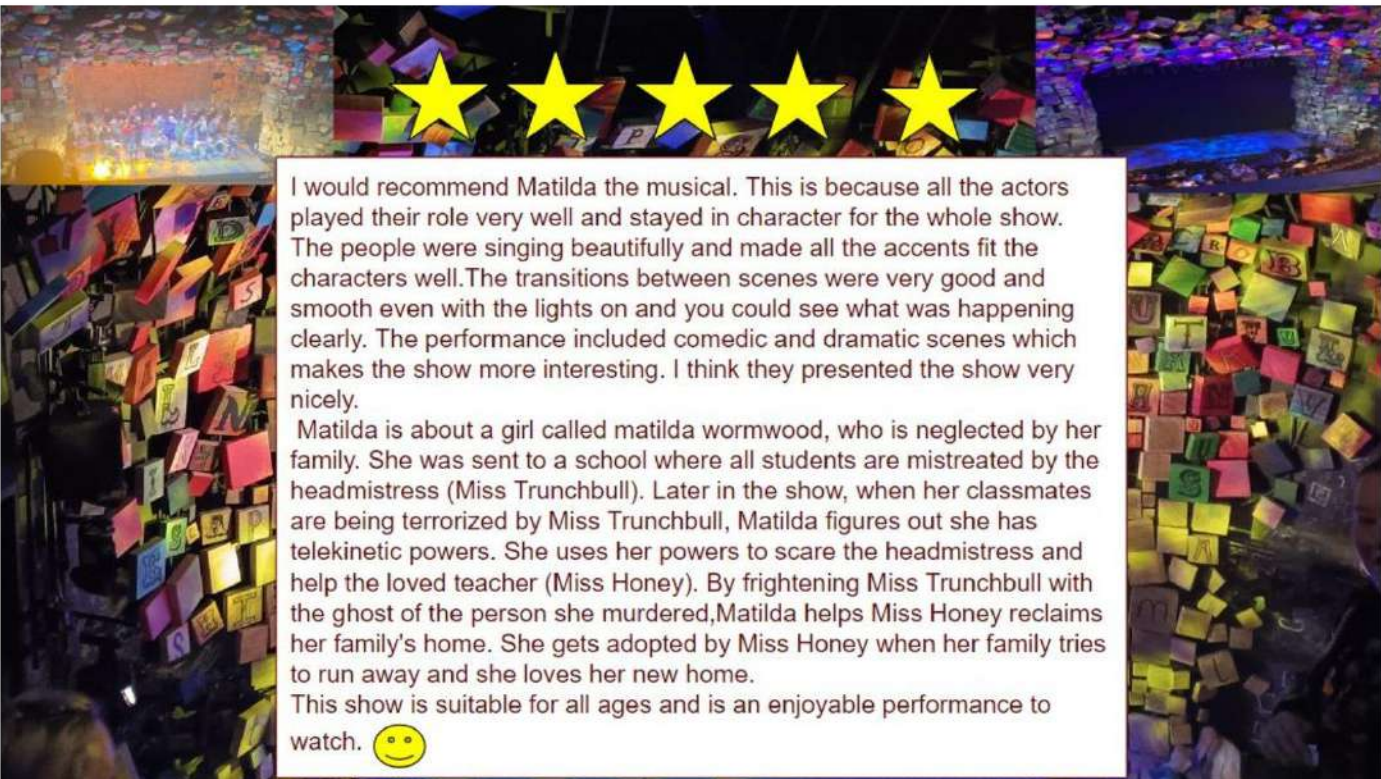 I would recommend Matilda the musical. This is because all the actors
played their role very well and stayed in character for the whole show.
The people were singing beautifully and made all the accents fit the
characters well.The transitions between scenes were very good and
smooth even with the lights on and you could see what was happening
clearly. The performance included comedic and dramatic scenes which
makes the show more interesting. I think they presented the show very
nicely.
Matilda is about a girl called matilda wormwood, who is neglected by her
family. She was sent to a school where all students are mistreated by the
headmistress (Miss Trunchbull). Later in the show, when her classmates
are being terrorized by Miss Trunchbull, Matilda figures out she has
telekinetic powers. She uses her powers to scare the headmistress and
help the loved teacher (Miss Honey). By frightening Miss Trunchbull with
the ghost of the person she murdered,Matilda helps Miss Honey reclaims
her family's home. She gets adopted by Miss Honey when her family tries
to run away and she loves her new home.
This show is suitable for all ages and is an enjoyable performance to
watch.